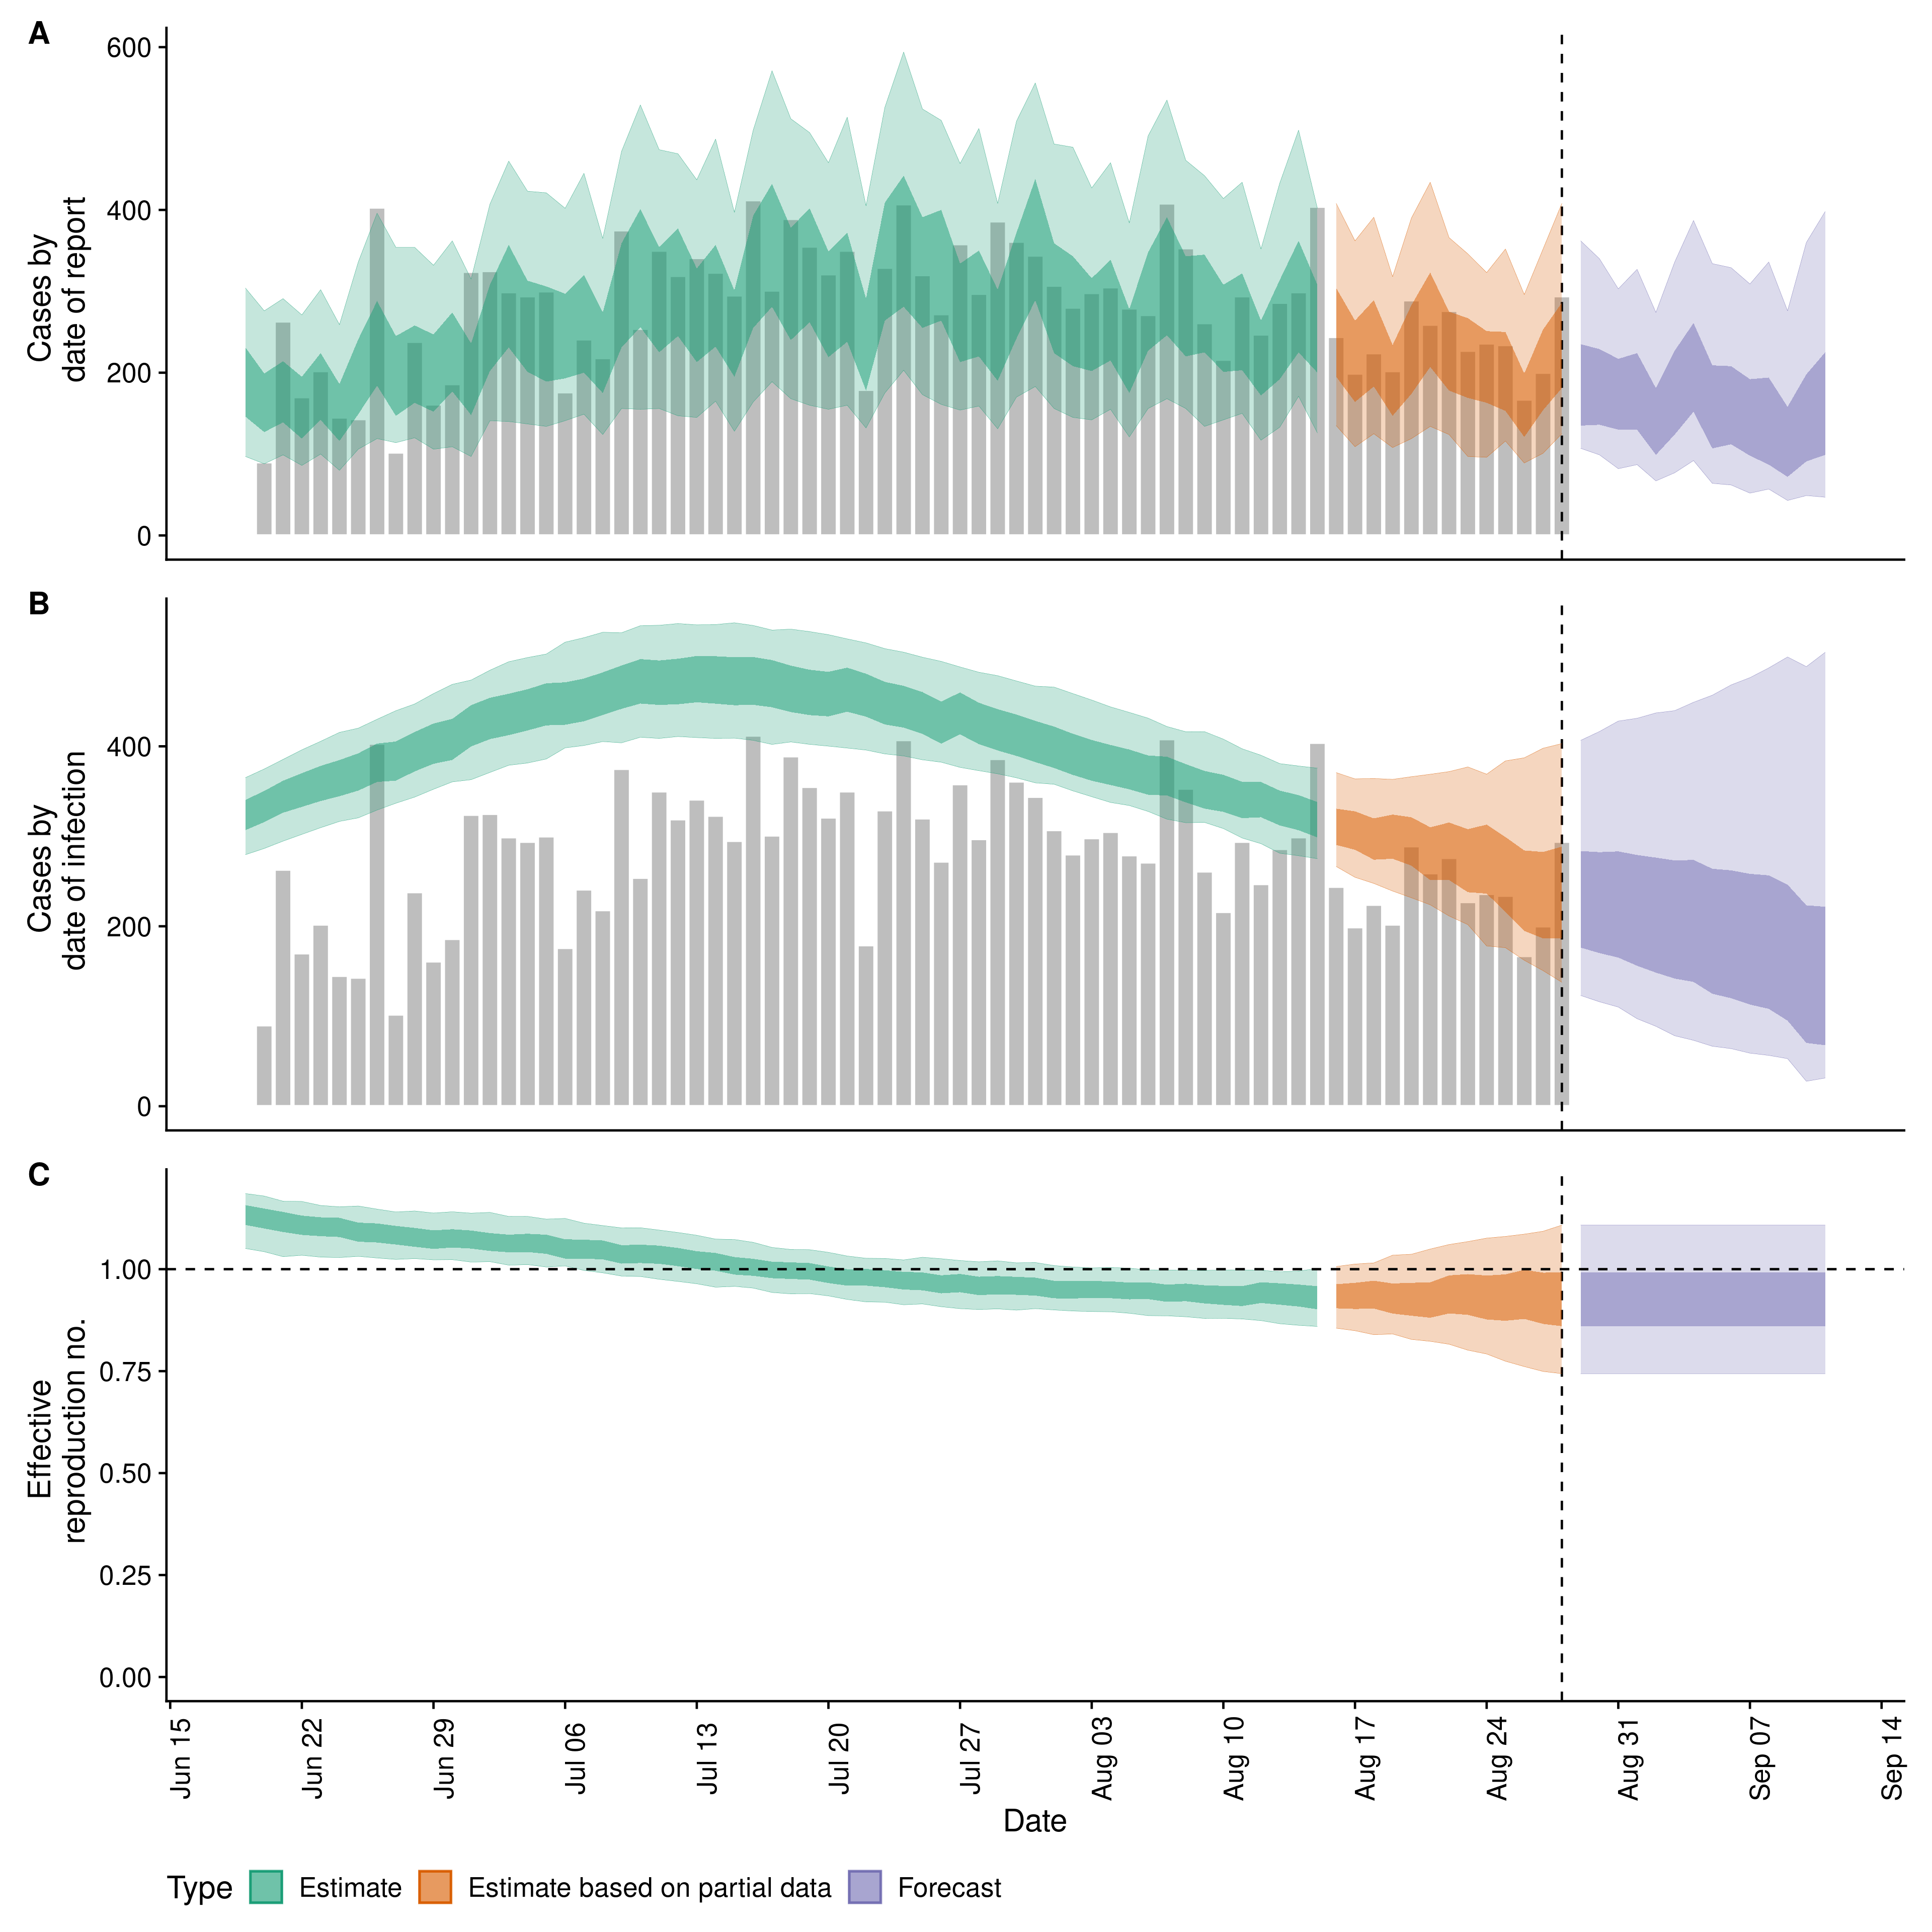 A
600
400
200
0
Cases by
date of report
B
400
200
0
Cases by
date of infection
C
1.00
0.75
0.50
0.25
0.00
Effective
reproduction no.
Jun 15
Jun 22
Jun 29
Jul 06
Jul 13
Jul 20
Jul 27
Aug 03
Aug 10
Aug 17
Aug 24
Aug 31
Sep 07
Sep 14
Date
Type Estimate Estimate based on partial data Forecast